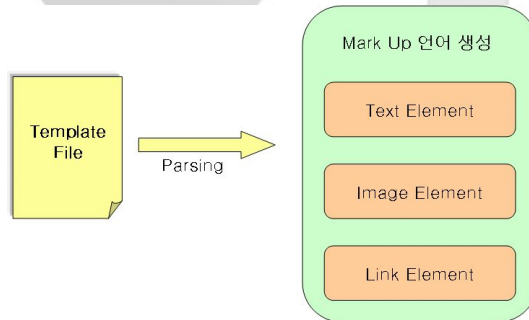 Mark Up 언어 생성
Template
File
Parsing
Text Element
Image Element
Link Element